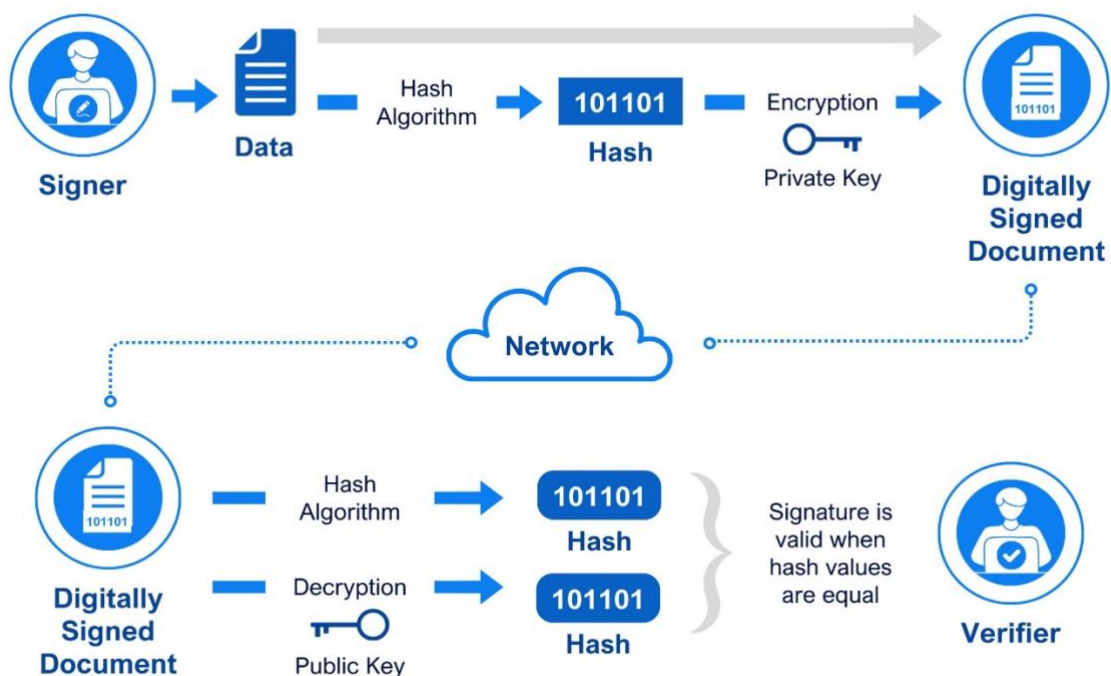 Signer
Data
Hash
Algorithm
101101
Hash
Encryption
Private Key
101101
Digitally
Signed
Document
Network
101101
Digitally
Signed
Document
Hash
Algorithm
101101
Hash
Decryption
Public Key
101101
Hash
Signature is
valid when
hash values
are equal
Verifier